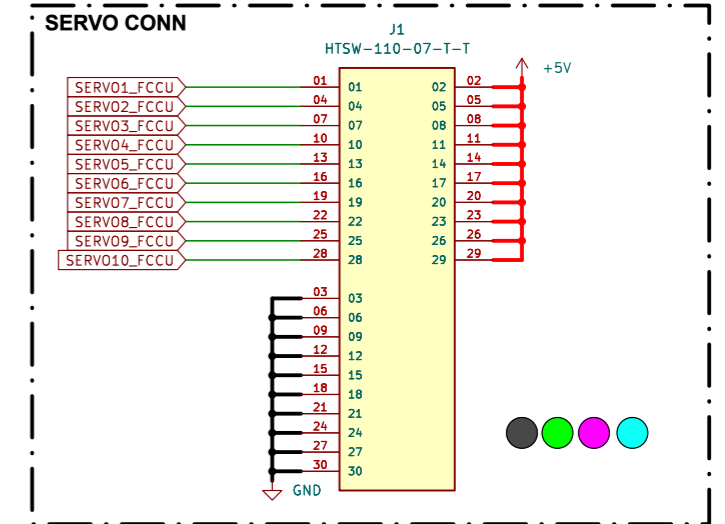 SERVO CONN
J1
HTSW-110-07-T-T
+5V
SERVO1_FCCU 01 01 02 02
SERVO2_FCCU 04 04 05 05
SERVO3_FCCU 07 07 08 08
SERVO4_FCCU 10 10 11 11
SERVO5_FCCU 13 13 14 14
SERVO6_FCCU 16 16 17 17
SERVO7_FCCU 19 19 20 20
SERVO8_FCCU 22 22 23 23
SERVO9_FCCU 25 25 26 26
SERVO10_FCCU 28 28 29 29
03 03
06 06
09 09
12 12
15 15
18 18
21 21
24 24
27 27
30 30
GND